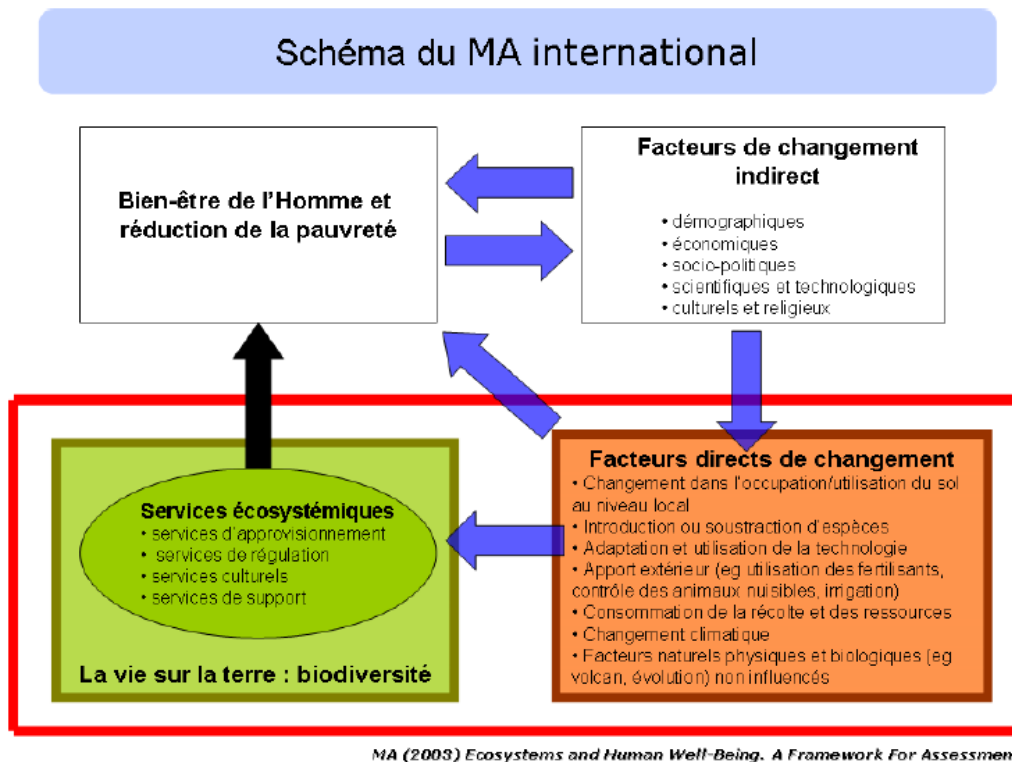 Schéma du MA international
Bien-être de l'Homme et
réduction de la pauvreté
Facteurs de changement
indirect
• démographiques
• économiques
• socio-politiques
• scientifiques et technologiques
• culturels et religieux
Services écosystémiques
• services d'approvisionnement
• services de régulation
• services culturels
• services de support
La vie sur la terre : biodiversité
Facteurs directs de changement
• Changement dans l'occupation/utilisation du sol
au niveau local
• Introduction ou soustraction d'espèces
• Adaptation et utilisation de la technologie
• Apport extérieur (eg utilisation des fertilisants,
contrôle des animaux nuisibles, irrigation)
• Consommation de la récolte et des ressources
• Changement climatique
• Facteurs naturels physiques et biologiques (eg
volcan, évolution) non influencés
MA (2003) Ecosystems and Human Well-Being. A Framework For Assessmen